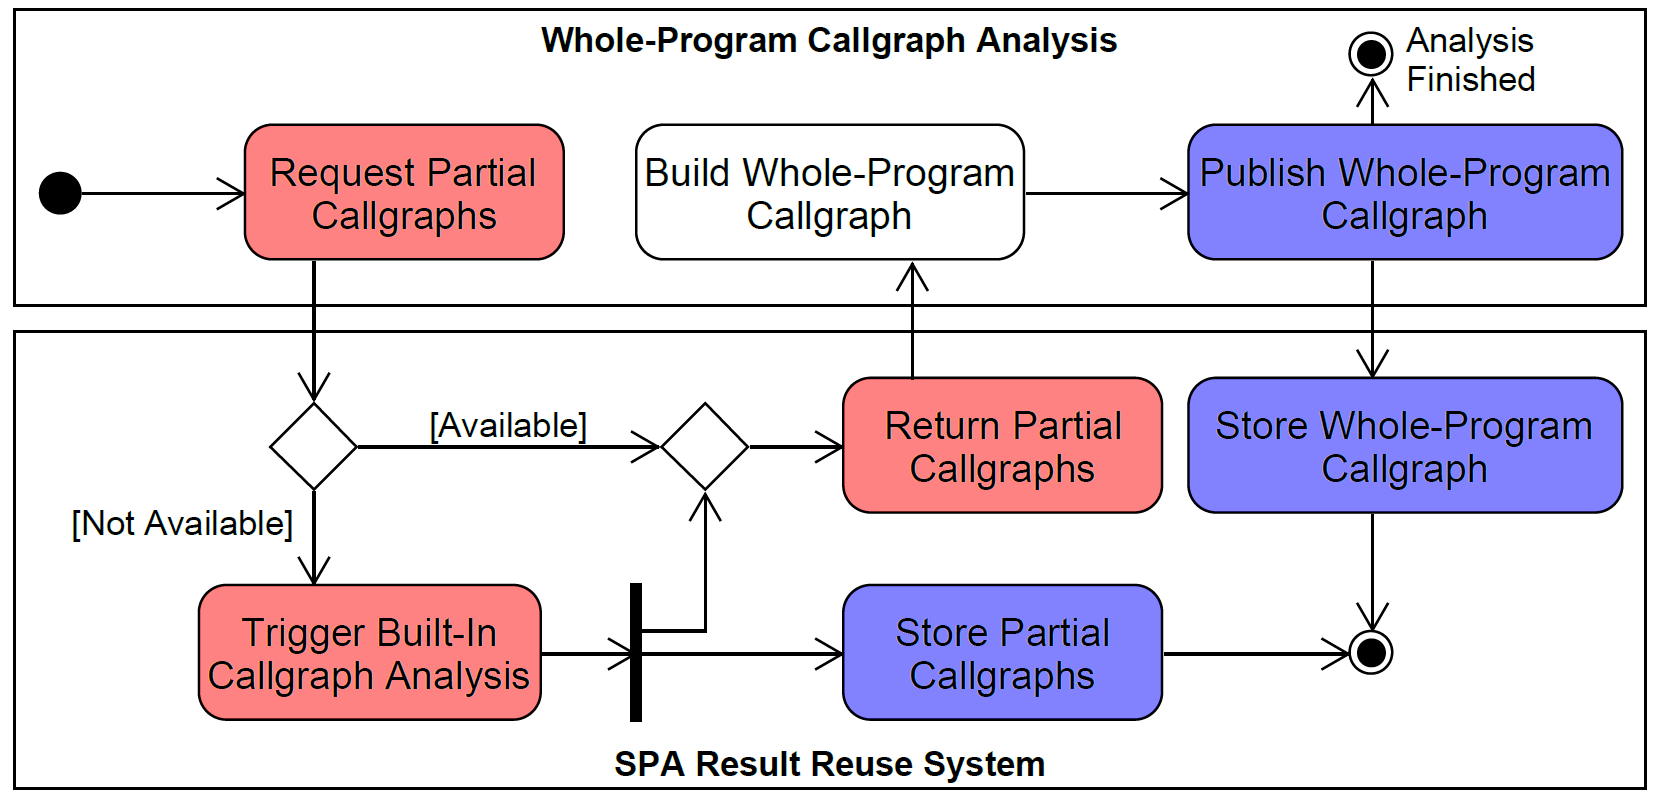 Whole-Program Callgraph Analysis
Analysis
Finished
Request Partial
Callgraphs
Build Whole-Program
Callgraph
Publish Whole-Program
Callgraph
[Available]
Return Partial
Callgraphs
Store Whole-Program
Callgraph
[Not Available]
Trigger Built-In
Callgraph Analysis
Store Partial
Callgraphs
SPA Result Reuse System